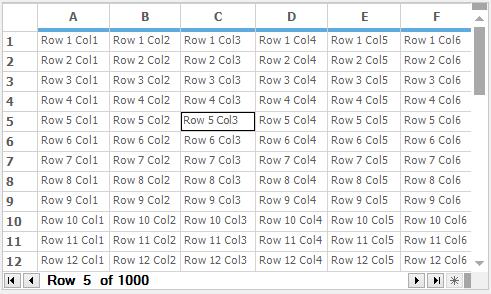 A B C D E F
1 Row 1 Col1 Row 1 Col2 Row 1 Col3 Row 1 Col4 Row 1 Col5 Row 1 Col6
2 Row 2 Col1 Row 2 Col2 Row 2 Col3 Row 2 Col4 Row 2 Col5 Row 2 Col6
3 Row 3 Col1 Row 3 Col2 Row 3 Col3 Row 3 Col4 Row 3 Col5 Row 3 Col6
4 Row 4 Col1 Row 4 Col2 Row 4 Col3 Row 4 Col4 Row 4 Col5 Row 4 Col6
5 Row 5 Col1 Row 5 Col2 Row 5 Col3 Row 5 Col4 Row 5 Col5 Row 5 Col6
6 Row 6 Col1 Row 6 Col2 Row 6 Col3 Row 6 Col4 Row 6 Col5 Row 6 Col6
7 Row 7 Col1 Row 7 Col2 Row 7 Col3 Row 7 Col4 Row 7 Col5 Row 7 Col6
8 Row 8 Col1 Row 8 Col2 Row 8 Col3 Row 8 Col4 Row 8 Col5 Row 8 Col6
9 Row 9 Col1 Row 9 Col2 Row 9 Col3 Row 9 Col4 Row 9 Col5 Row 9 Col6
10 Row 10 Col1 Row 10 Col2 Row 10 Col3 Row 10 Col4 Row 10 Col5 Row 10 Col6
11 Row 11 Col1 Row 11 Col2 Row 11 Col3 Row 11 Col4 Row 11 Col5 Row 11 Col6
12 Row 12 Col1 Row 12 Col2 Row 12 Col3 Row 12 Col4 Row 12 Col5 Row 12 Col6
Row 5 of 1000